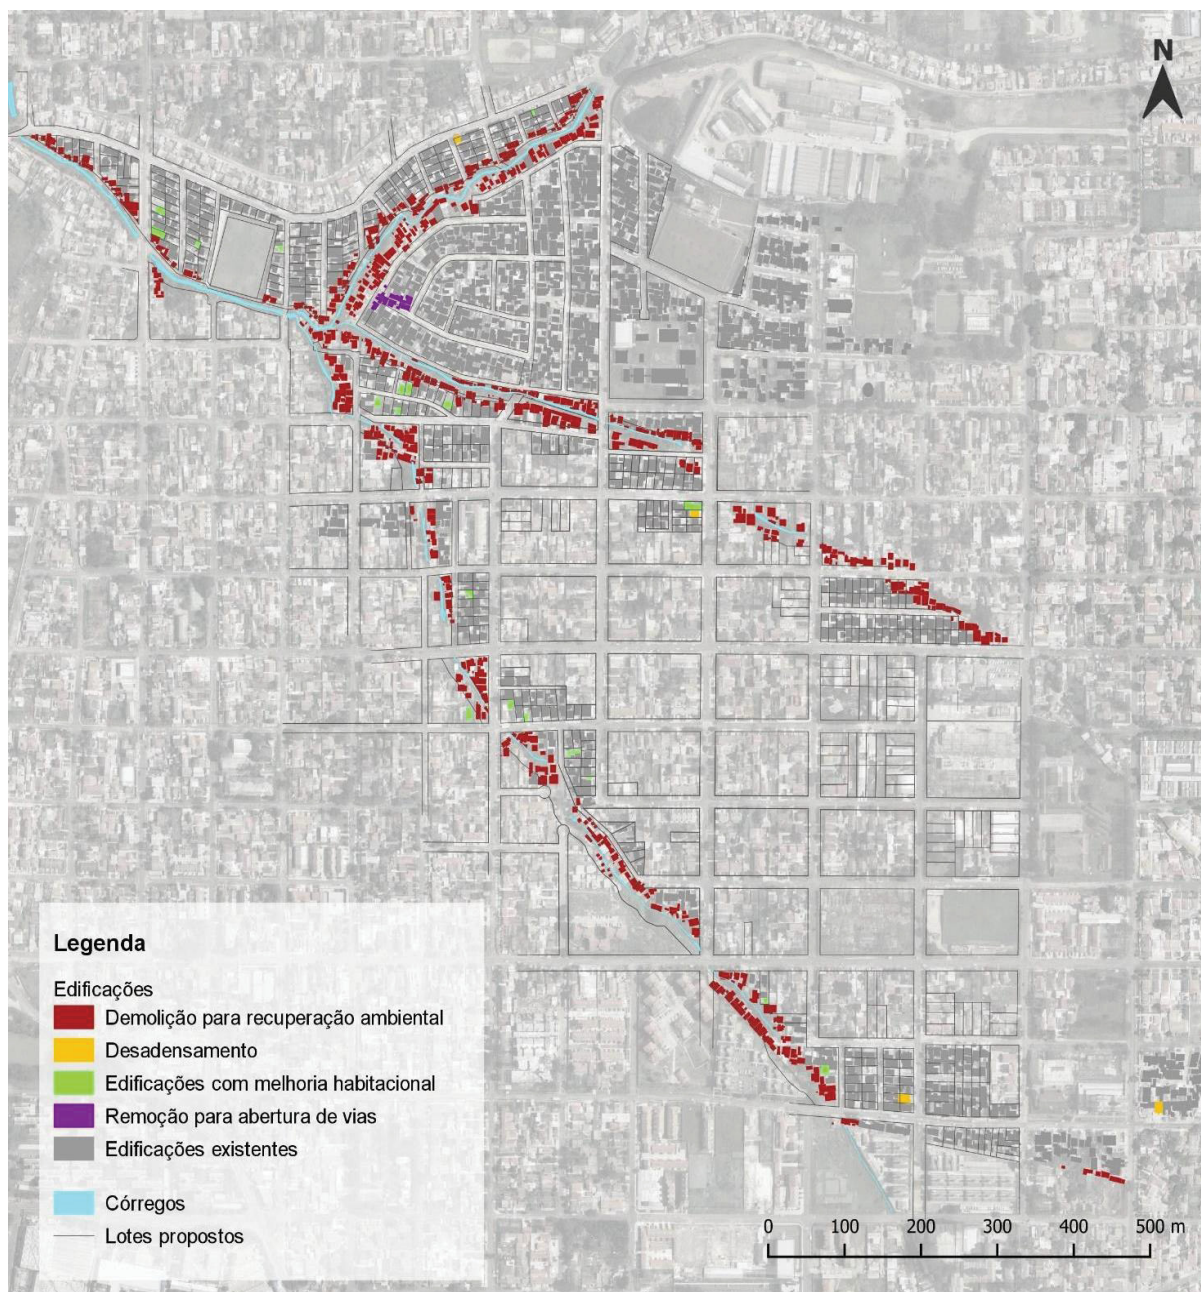 N
Legenda
Edificações
Demolição para recuperação ambiental
Desadensamento
Edificações com melhoria habitacional
Remoção para abertura de vias
Edificações existentes
Córregos
Lotes propostos
0 100 200 300 400 500 m